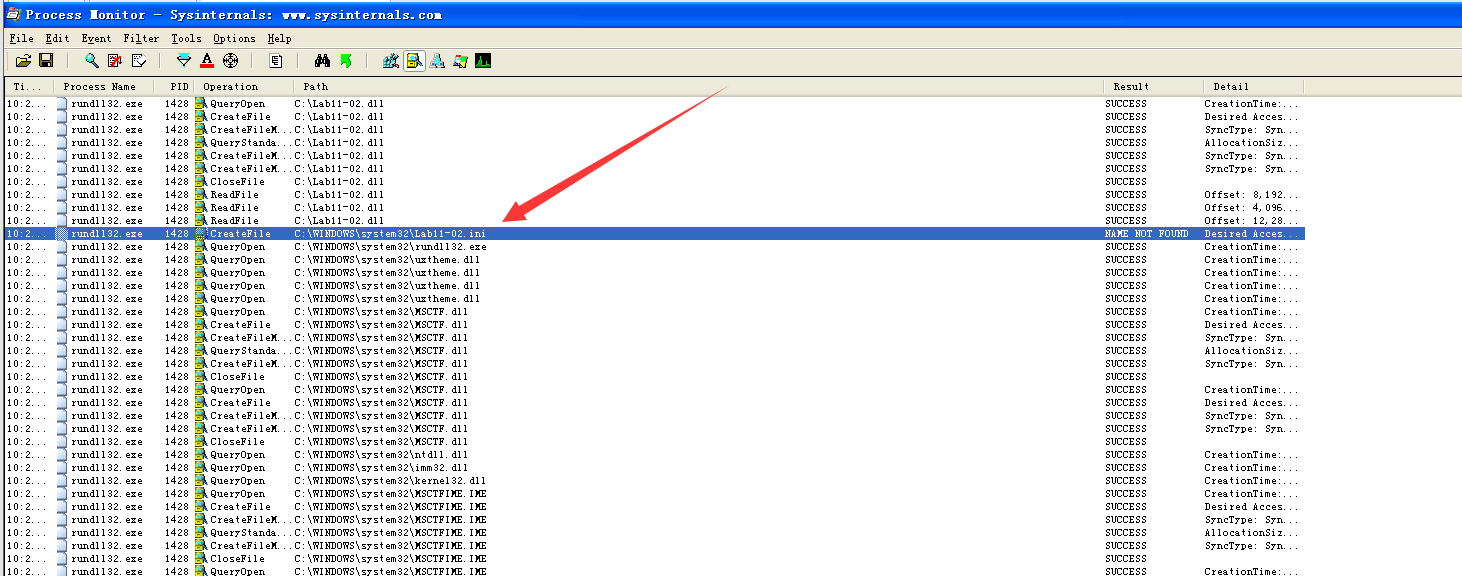 Process Monitor - Sysinternals: www.sysinternals.com
File Edit Event Filter Tools Options Help
Ti... Process Name PID Operation Path Result Detail
10:2... rundll32.exe 1428 QueryOpen C:\Lab11-02.dll SUCCESS CreationTime:...
10:2... rundll32.exe 1428 CreateFile C:\Lab11-02.dll SUCCESS Desired Acces...
10:2... rundll32.exe 1428 CreateFileM... C:\Lab11-02.dll SUCCESS SyncType: Syn...
10:2... rundll32.exe 1428 QueryStanda... C:\Lab11-02.dll SUCCESS AllocationSiz...
10:2... rundll32.exe 1428 CreateFileM... C:\Lab11-02.dll SUCCESS SyncType: Syn...
10:2... rundll32.exe 1428 CreateFileM... C:\Lab11-02.dll SUCCESS SyncType: Syn...
10:2... rundll32.exe 1428 CloseFile C:\Lab11-02.dll SUCCESS
10:2... rundll32.exe 1428 ReadFile C:\Lab11-02.dll SUCCESS Offset: 8,192...
10:2... rundll32.exe 1428 ReadFile C:\Lab11-02.dll SUCCESS Offset: 4,096...
10:2... rundll32.exe 1428 ReadFile C:\Lab11-02.dll SUCCESS Offset: 12,28...
10:2... rundll32.exe 1428 CreateFile C:\WINDOWS\system32\Lab11-02.ini NAME NOT FOUND Desired Acces...
10:2... rundll32.exe 1428 QueryOpen C:\WINDOWS\system32\rundll32.exe SUCCESS CreationTime:...
10:2... rundll32.exe 1428 QueryOpen C:\WINDOWS\system32\uxtheme.dll SUCCESS CreationTime:...
10:2... rundll32.exe 1428 QueryOpen C:\WINDOWS\system32\uxtheme.dll SUCCESS CreationTime:...
10:2... rundll32.exe 1428 QueryOpen C:\WINDOWS\system32\uxtheme.dll SUCCESS CreationTime:...
10:2... rundll32.exe 1428 QueryOpen C:\WINDOWS\system32\uxtheme.dll SUCCESS CreationTime:...
10:2... rundll32.exe 1428 QueryOpen C:\WINDOWS\system32\MSCTF.dll SUCCESS CreationTime:...
10:2... rundll32.exe 1428 CreateFile C:\WINDOWS\system32\MSCTF.dll SUCCESS Desired Acces...
10:2... rundll32.exe 1428 CreateFileM... C:\WINDOWS\system32\MSCTF.dll SUCCESS SyncType: Syn...
10:2... rundll32.exe 1428 QueryStanda... C:\WINDOWS\system32\MSCTF.dll SUCCESS AllocationSiz...
10:2... rundll32.exe 1428 CreateFileM... C:\WINDOWS\system32\MSCTF.dll SUCCESS SyncType: Syn...
10:2... rundll32.exe 1428 CloseFile C:\WINDOWS\system32\MSCTF.dll SUCCESS
10:2... rundll32.exe 1428 QueryOpen C:\WINDOWS\system32\MSCTF.dll SUCCESS CreationTime:...
10:2... rundll32.exe 1428 CreateFile C:\WINDOWS\system32\MSCTF.dll SUCCESS Desired Acces...
10:2... rundll32.exe 1428 CreateFileM... C:\WINDOWS\system32\MSCTF.dll SUCCESS SyncType: Syn...
10:2... rundll32.exe 1428 CreateFileM... C:\WINDOWS\system32\MSCTF.dll SUCCESS SyncType: Syn...
10:2... rundll32.exe 1428 CloseFile C:\WINDOWS\system32\MSCTF.dll SUCCESS
10:2... rundll32.exe 1428 QueryOpen C:\WINDOWS\system32\ntdll.dll SUCCESS CreationTime:...
10:2... rundll32.exe 1428 QueryOpen C:\WINDOWS\system32\imm32.dll SUCCESS CreationTime:...
10:2... rundll32.exe 1428 QueryOpen C:\WINDOWS\system32\kernel32.dll SUCCESS CreationTime:...
10:2... rundll32.exe 1428 QueryOpen C:\WINDOWS\system32\MSCTFIME.IME SUCCESS CreationTime:...
10:2... rundll32.exe 1428 CreateFile C:\WINDOWS\system32\MSCTFIME.IME SUCCESS Desired Acces...
10:2... rundll32.exe 1428 CreateFileM... C:\WINDOWS\system32\MSCTFIME.IME SUCCESS SyncType: Syn...
10:2... rundll32.exe 1428 QueryStanda... C:\WINDOWS\system32\MSCTFIME.IME SUCCESS AllocationSiz...
10:2... rundll32.exe 1428 CreateFileM... C:\WINDOWS\system32\MSCTFIME.IME SUCCESS SyncType: Syn...
10:2... rundll32.exe 1428 CloseFile C:\WINDOWS\system32\MSCTFIME.IME SUCCESS
10:2... rundll32.exe 1428 QueryOpen C:\WINDOWS\system32\MSCTFIME.IME SUCCESS CreationTime:...